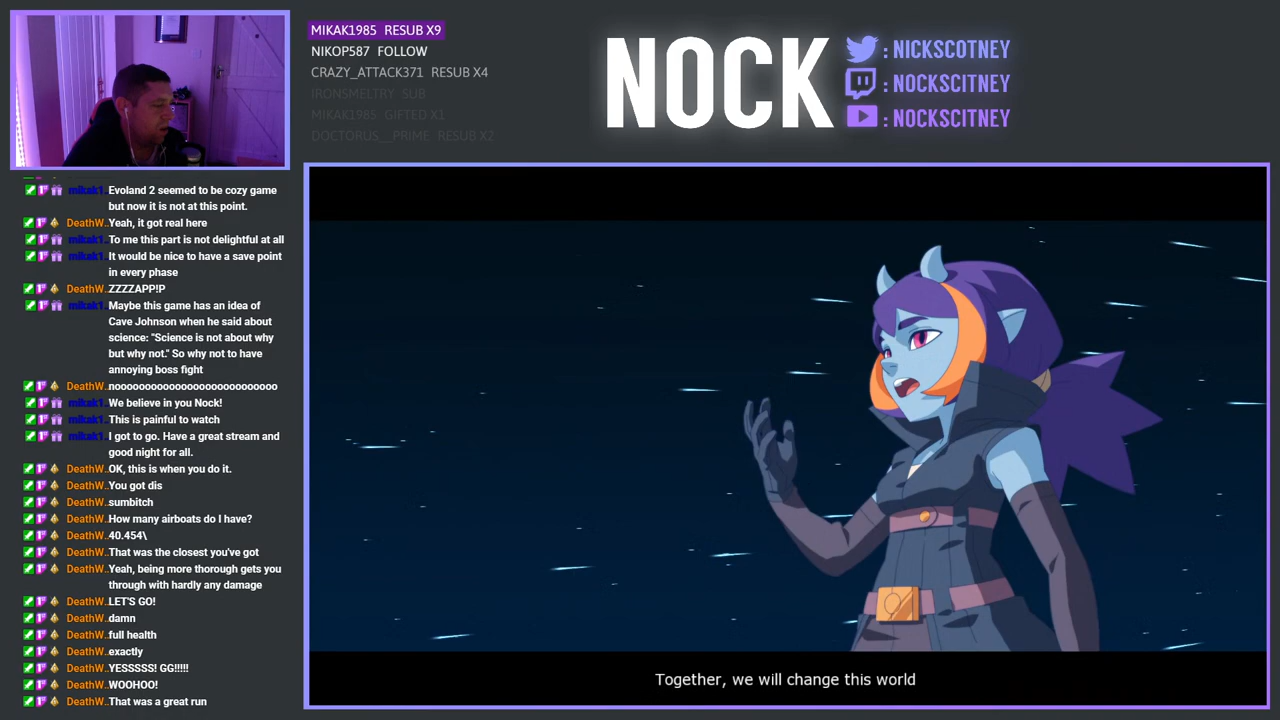 MIKAK1985 RESUB X9
NIKOP587 FOLLOW
CRAZY_ATTACK371 RESUB X4
IRONSMELTRY SUB
MIKAK1985 GIFTED X1
DOCTORUS__PRIME RESUB X2
NOCK
: NICKSCOTNEY
: NOCKSCITNEY
: NOCKSCITNEY
mikak1.. Evoland 2 seemed to be cozy game
but now it is not at this point.
DeathW.. Yeah, it got real here
mikak1.. To me this part is not delightful at all
mikak1.. It would be nice to have a save point
in every phase
DeathW.. ZZZZAPP!P
mikak1.. Maybe this game has an idea of
Cave Johnson when he said about
science: "Science is not about why
but why not." So why not to have
annoying boss fight
DeathW.. noooooooooooooooooooooooooooo
mikak1.. We believe in you Nock!
mikak1.. This is painful to watch
mikak1.. I got to go. Have a great stream and
good night for all.
DeathW.. OK, this is when you do it.
DeathW.. You got dis
DeathW.. sumbitch
DeathW.. How many airboats do I have?
DeathW.. 40.454\
DeathW.. That was the closest you've got
DeathW.. Yeah, being more thorough gets you
through with hardly any damage
DeathW.. LET'S GO!
DeathW.. damn
DeathW.. full health
DeathW.. exactly
DeathW.. YESSSSS! GG!!!!!
DeathW.. WOOHOO!
DeathW.. That was a great run
Together, we will change this world